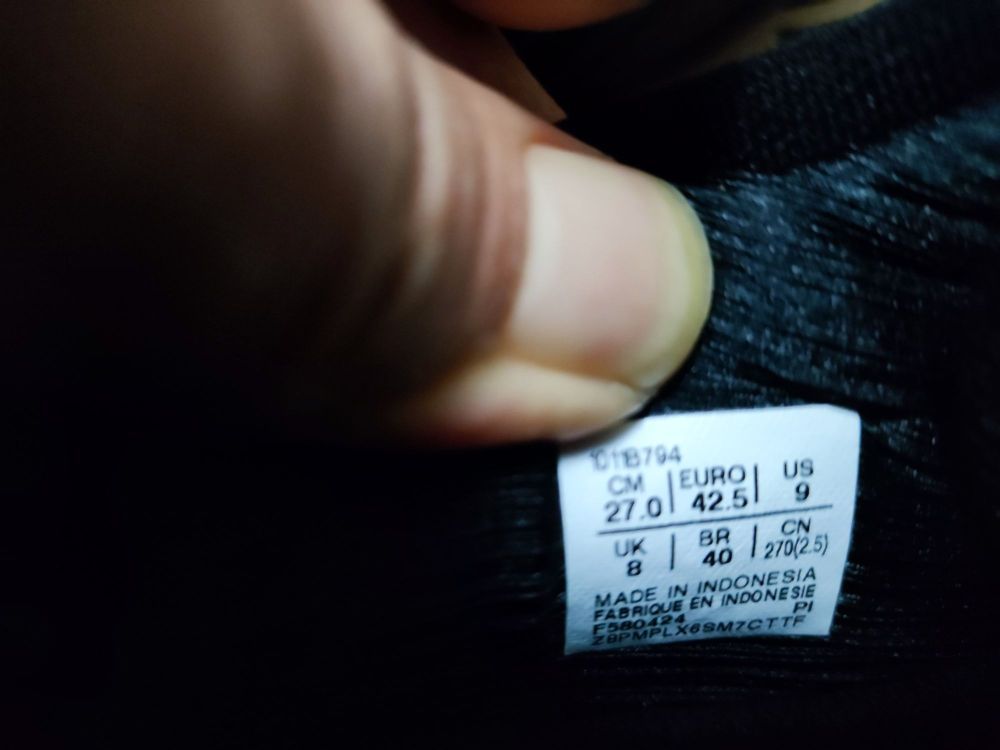 1011B794
CM | EURO | US
27.0 | 42.5 | 9
UK | BR | CN
8 | 40 | 270(2.5)
MADE IN INDONESIA
FABRIQUE EN INDONESIE
F580424 PI
Z8PMPLX6SM7CTTF